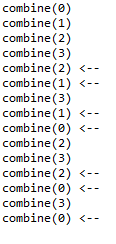 combine(0)
combine(1)
combine(2)
combine(3)
combine(2) <--
combine(1) <--
combine(3)
combine(1) <--
combine(0) <--
combine(2)
combine(3)
combine(2) <--
combine(0) <--
combine(3)
combine(0) <--